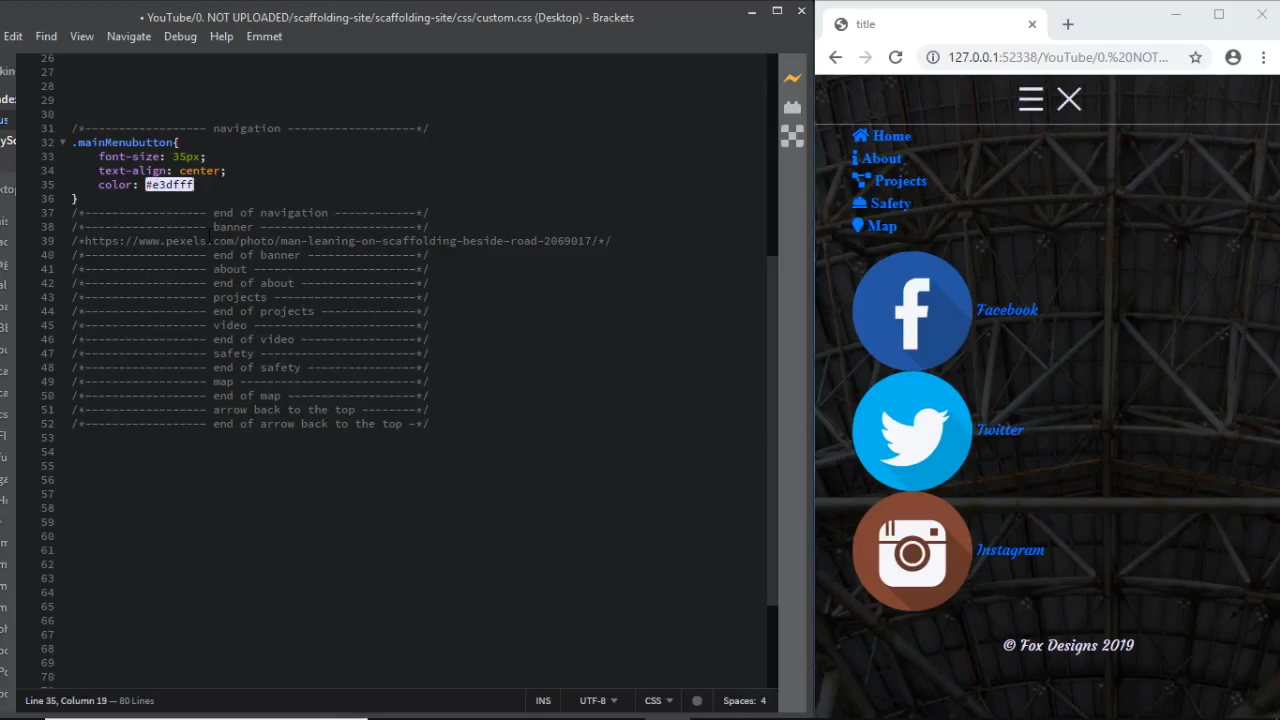 • YouTube/0. NOT UPLOADED/scaffolding-site/scaffolding-site/css/custom.css (Desktop) - Brackets
Edit Find View Navigate Debug Help Emmet
26
27
28
29
30
31 /*------------------ navigation -------------------*/
32 .mainMenubutton{
33 font-size: 35px;
34 text-align: center;
35 color: #e3dfff
36 }
37 /*------------------ end of navigation ------------*/
38 /*------------------ banner -----------------------*/
39 /*https://www.pexels.com/photo/man-leaning-on-scaffolding-beside-road-2069017/*/
40 /*------------------ end of banner ----------------*/
41 /*------------------ about ------------------------*/
42 /*------------------ end of about -----------------*/
43 /*------------------ projects ---------------------*/
44 /*------------------ end of projects --------------*/
45 /*------------------ video ------------------------*/
46 /*------------------ end of video -----------------*/
47 /*------------------ safety -----------------------*/
48 /*------------------ end of safety ----------------*/
49 /*------------------ map --------------------------*/
50 /*------------------ end of map -------------------*/
51 /*------------------ arrow back to the top --------*/
52 /*------------------ end of arrow back to the top -*/
53
54
55
56
57
58
59
60
61
62
63
64
65
66
67
68
69
70
Line 35, Column 19 — 80 Lines
INS UTF-8 CSS Spaces: 4
title
127.0.0.1:52338/YouTube/0.%20NOT...
Home
About
Projects
Safety
Map
Facebook
Twitter
Instagram
© Fox Designs 2019